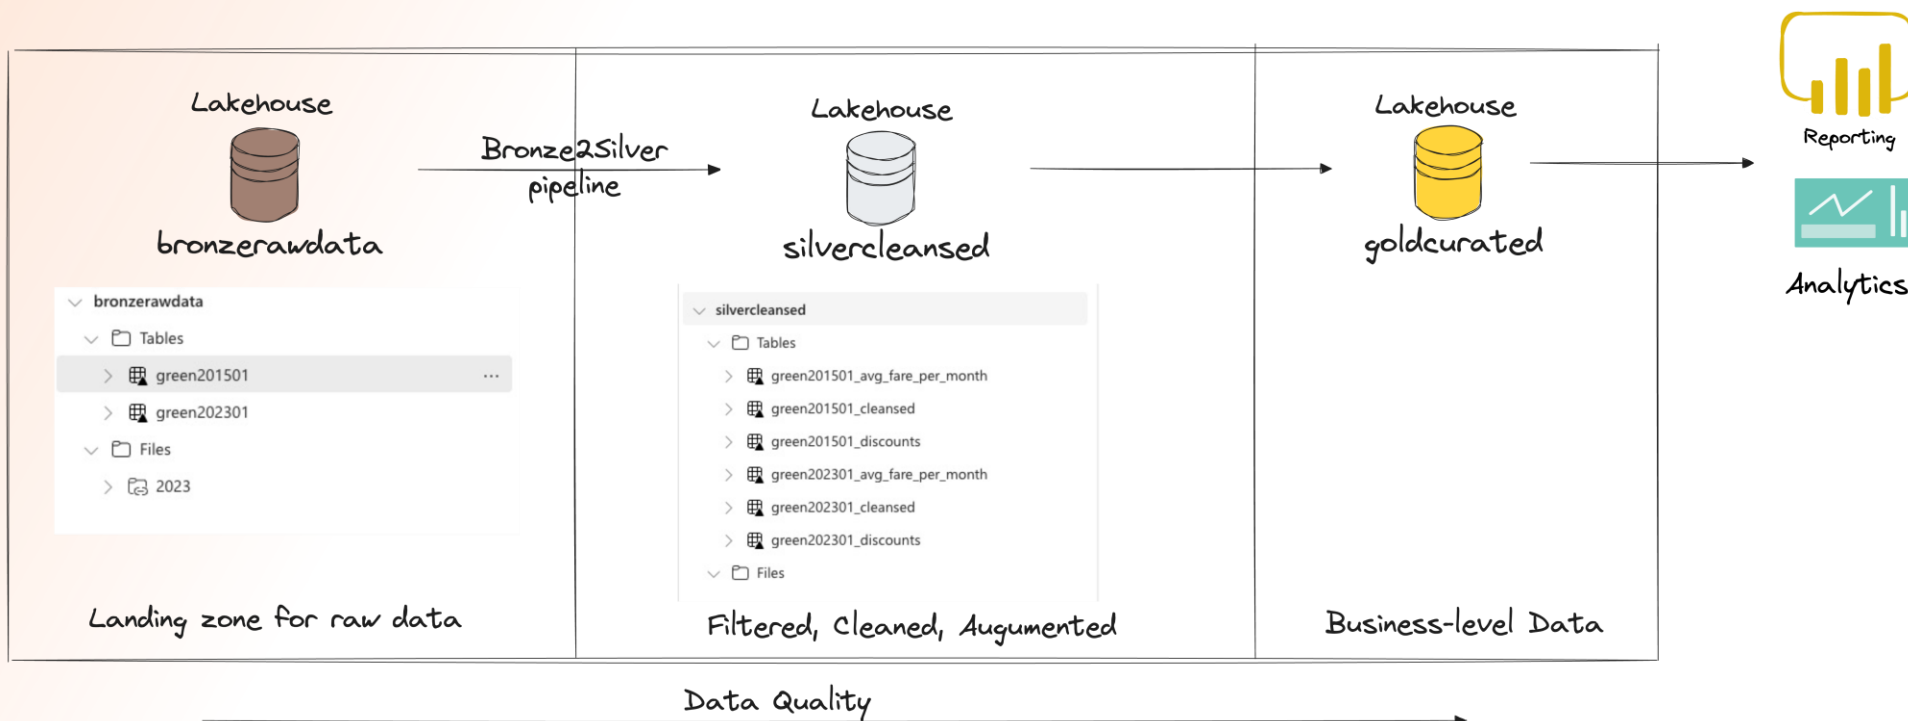 Lakehouse
bronzerawdata
bronzerawdata
Tables
green201501
...
green202301
Files
2023
Landing zone for raw data
Bronze2Silver
pipeline
Lakehouse
silvercleansed
silvercleansed
Tables
green201501_avg_fare_per_month
green201501_cleansed
green201501_discounts
green202301_avg_fare_per_month
green202301_cleansed
green202301_discounts
Files
Filtered, Cleaned, Augumented
Lakehouse
goldcurated
Business-level Data
Reporting
Analytics
Data Quality